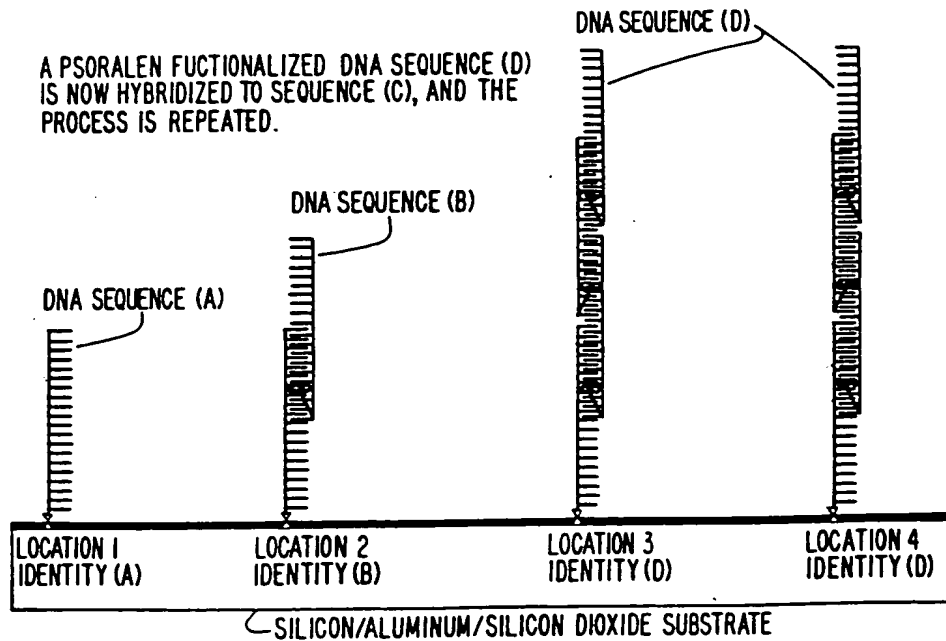 DNA SEQUENCE (D)
A PSORALEN FUCTIONALIZED DNA SEQUENCE (D)
IS NOW HYBRIDIZED TO SEQUENCE (C), AND THE
PROCESS IS REPEATED.
DNA SEQUENCE (B)
DNA SEQUENCE (A)
LOCATION 1
IDENTITY (A)
LOCATION 2
IDENTITY (B)
LOCATION 3
IDENTITY (D)
LOCATION 4
IDENTITY (D)
SILICON/ALUMINUM/SILICON DIOXIDE SUBSTRATE